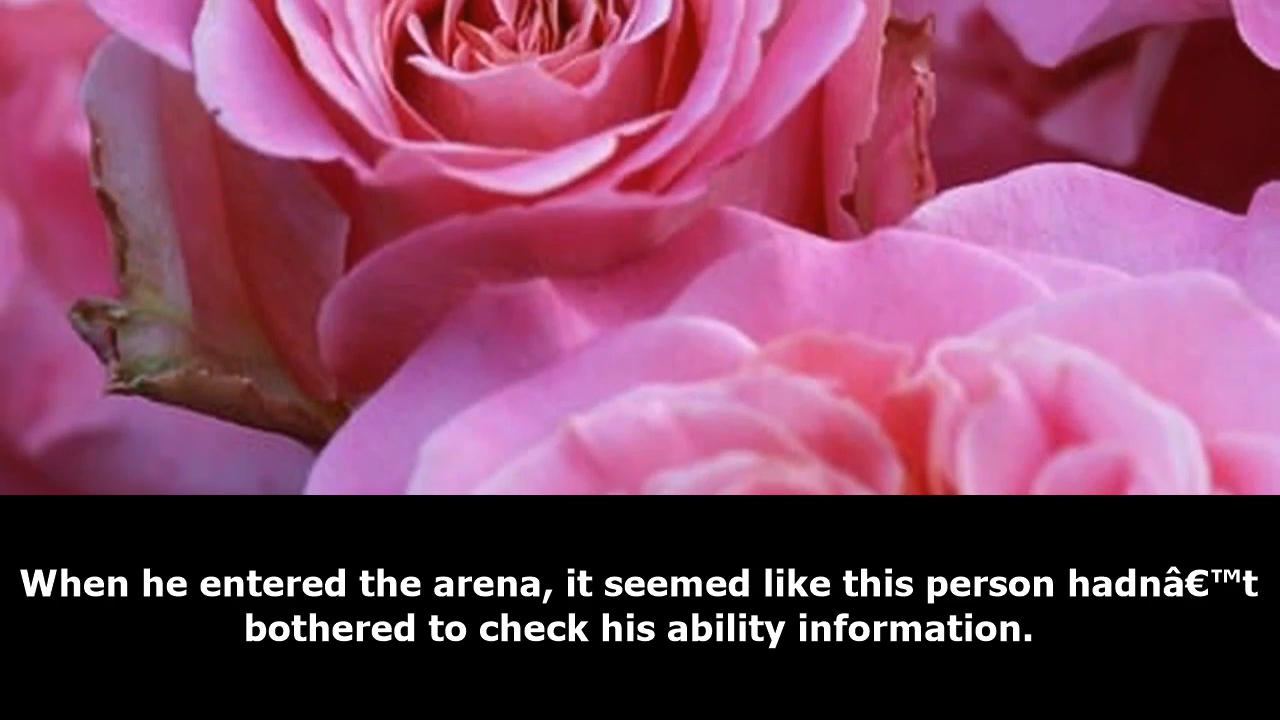 When he entered the arena, it seemed like this person hadnâ€™t
bothered to check his ability information.